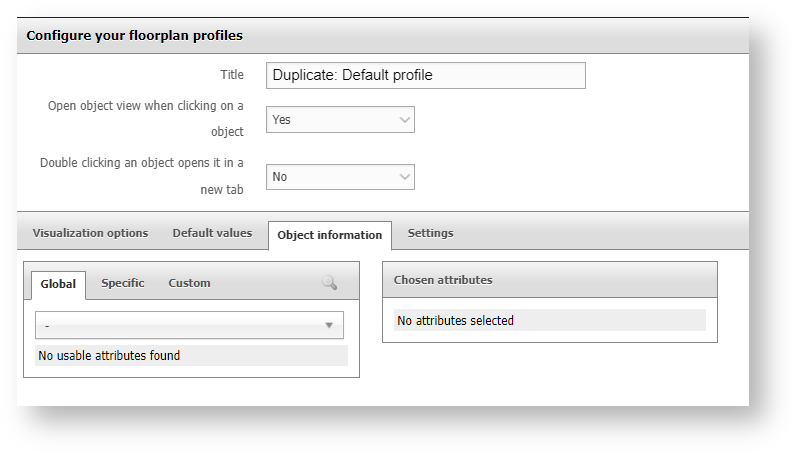 Configure your floorplan profiles
Title
Duplicate: Default profile
Open object view when clicking on a
object
Yes
Double clicking an object opens it in a
new tab
No
Visualization options
Default values
Object information
Settings
Global
Specific
Custom
-
No usable attributes found
Chosen attributes
No attributes selected